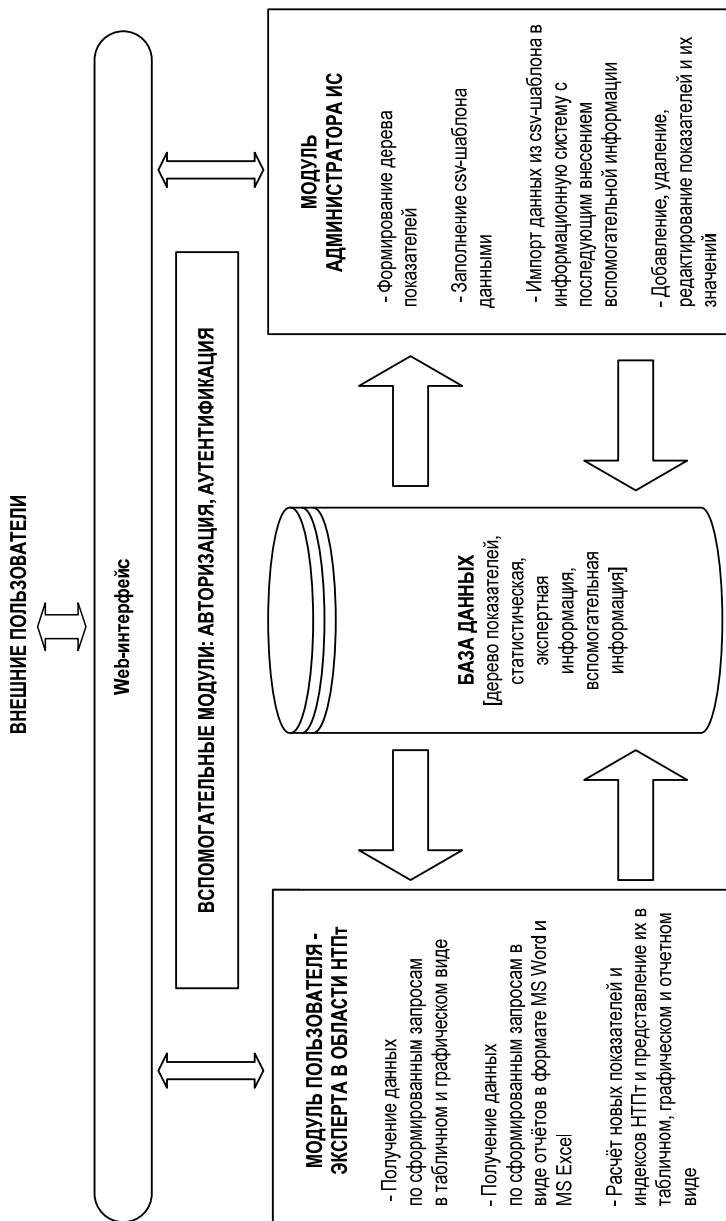 ВНЕШНИЕ ПОЛЬЗОВАТЕЛИ
Web-интерфейс
ВСПОМОГАТЕЛЬНЫЕ МОДУЛИ: АВТОРИЗАЦИЯ, АУТЕНТИФИКАЦИЯ
МОДУЛЬ ПОЛЬЗОВАТЕЛЯ -
ЭКСПЕРТА В ОБЛАСТИ НТПт
- Получение данных
по сформированным запросам
в табличном и графическом виде
- Получение данных
по сформированным запросам в
виде отчётов в формате MS Word и
MS Excel
- Расчёт новых показателей и
индексов НТПт и представление их в
табличном, графическом и отчетном
виде
БАЗА ДАННЫХ
[дерево показателей,
статистическая,
экспертная
информация,
вспомогательная
информация]
МОДУЛЬ
АДМИНИСТРАТОРА ИС
- Формирование дерева
показателей
- Заполнение csv-шаблона
данными
- Импорт данных из csv-шаблона в
информационную систему с
последующим внесением
вспомогательной информации
- Добавление, удаление,
редактирование показателей и их
значений